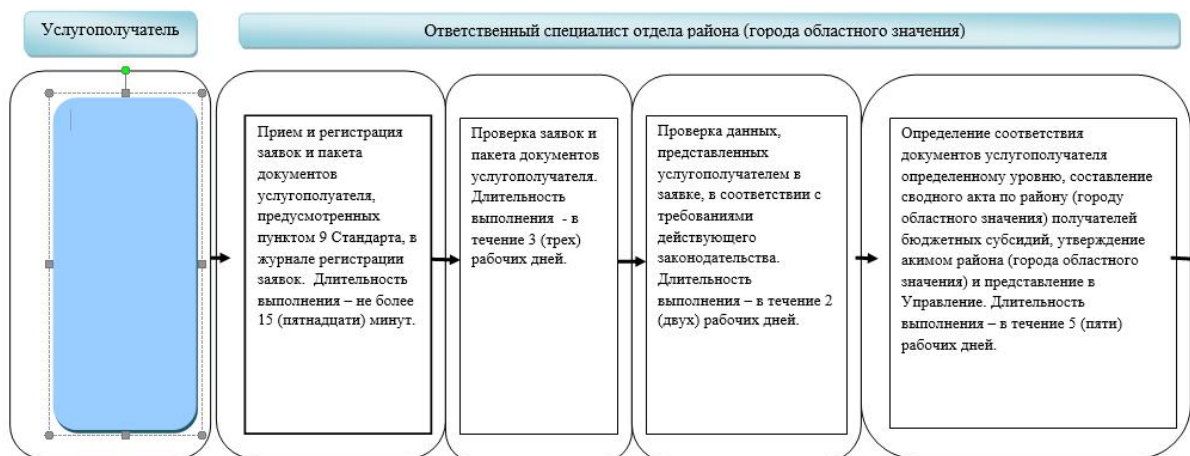 Услугополучатель
Ответственный специалист отдела района (города областного значения)
Прием и регистрация
заявок и пакета
документов
услугополуателя,
предусмотренных
пунктом 9 Стандарта, в
журнале регистрации
заявок. Длительность
выполнения – не более
15 (пятнадцати) минут.
Проверка заявок и
пакета документов
услугополучателя.
Длительность
выполнения - в
течение 3 (трех)
рабочих дней.
Проверка данных,
представленных
услугополучателем в
заявке, в соответствии с
требованиями
действующего
законодательства.
Длительность
выполнения – в течение 2
(двух) рабочих дней.
Определение соответствия
документов услугополучателя
определенному уровню, составление
сводного акта по району (городу
областного значения) получателей
бюджетных субсидий, утверждение
акимом района (города областного
значения) и представление в
Управление. Длительность
выполнения – в течение 5 (пяти)
рабочих дней.